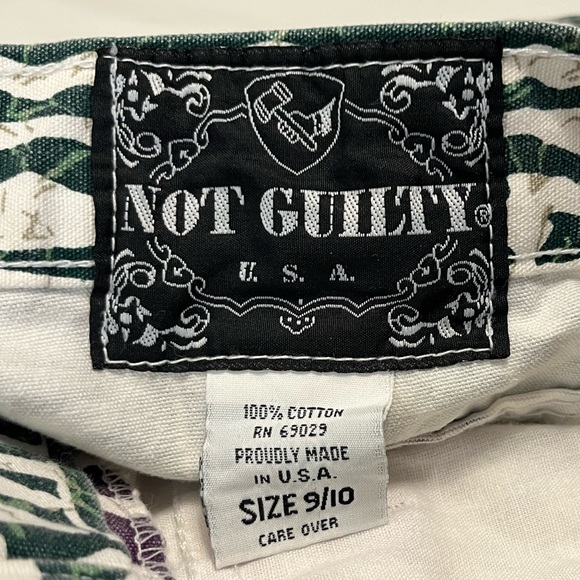 NOT GUILTY®
U. S. A.
100% COTTON
RN 69029
PROUDLY MADE
IN U.S.A.
SIZE 9/10
CARE OVER